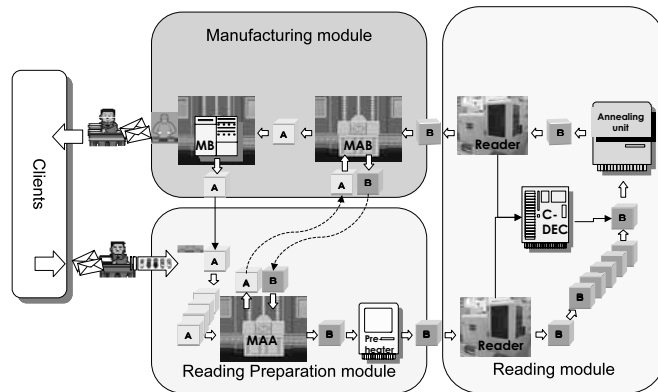 Manufacturing module
MB
A
MAB
B
Reader
B
Annealing
unit
A
A
B
Clients
C-
DEC
B
A
A
B
A
MAA
B
Pre-
heater
B
Reader
B
Reading Preparation module
Reading module